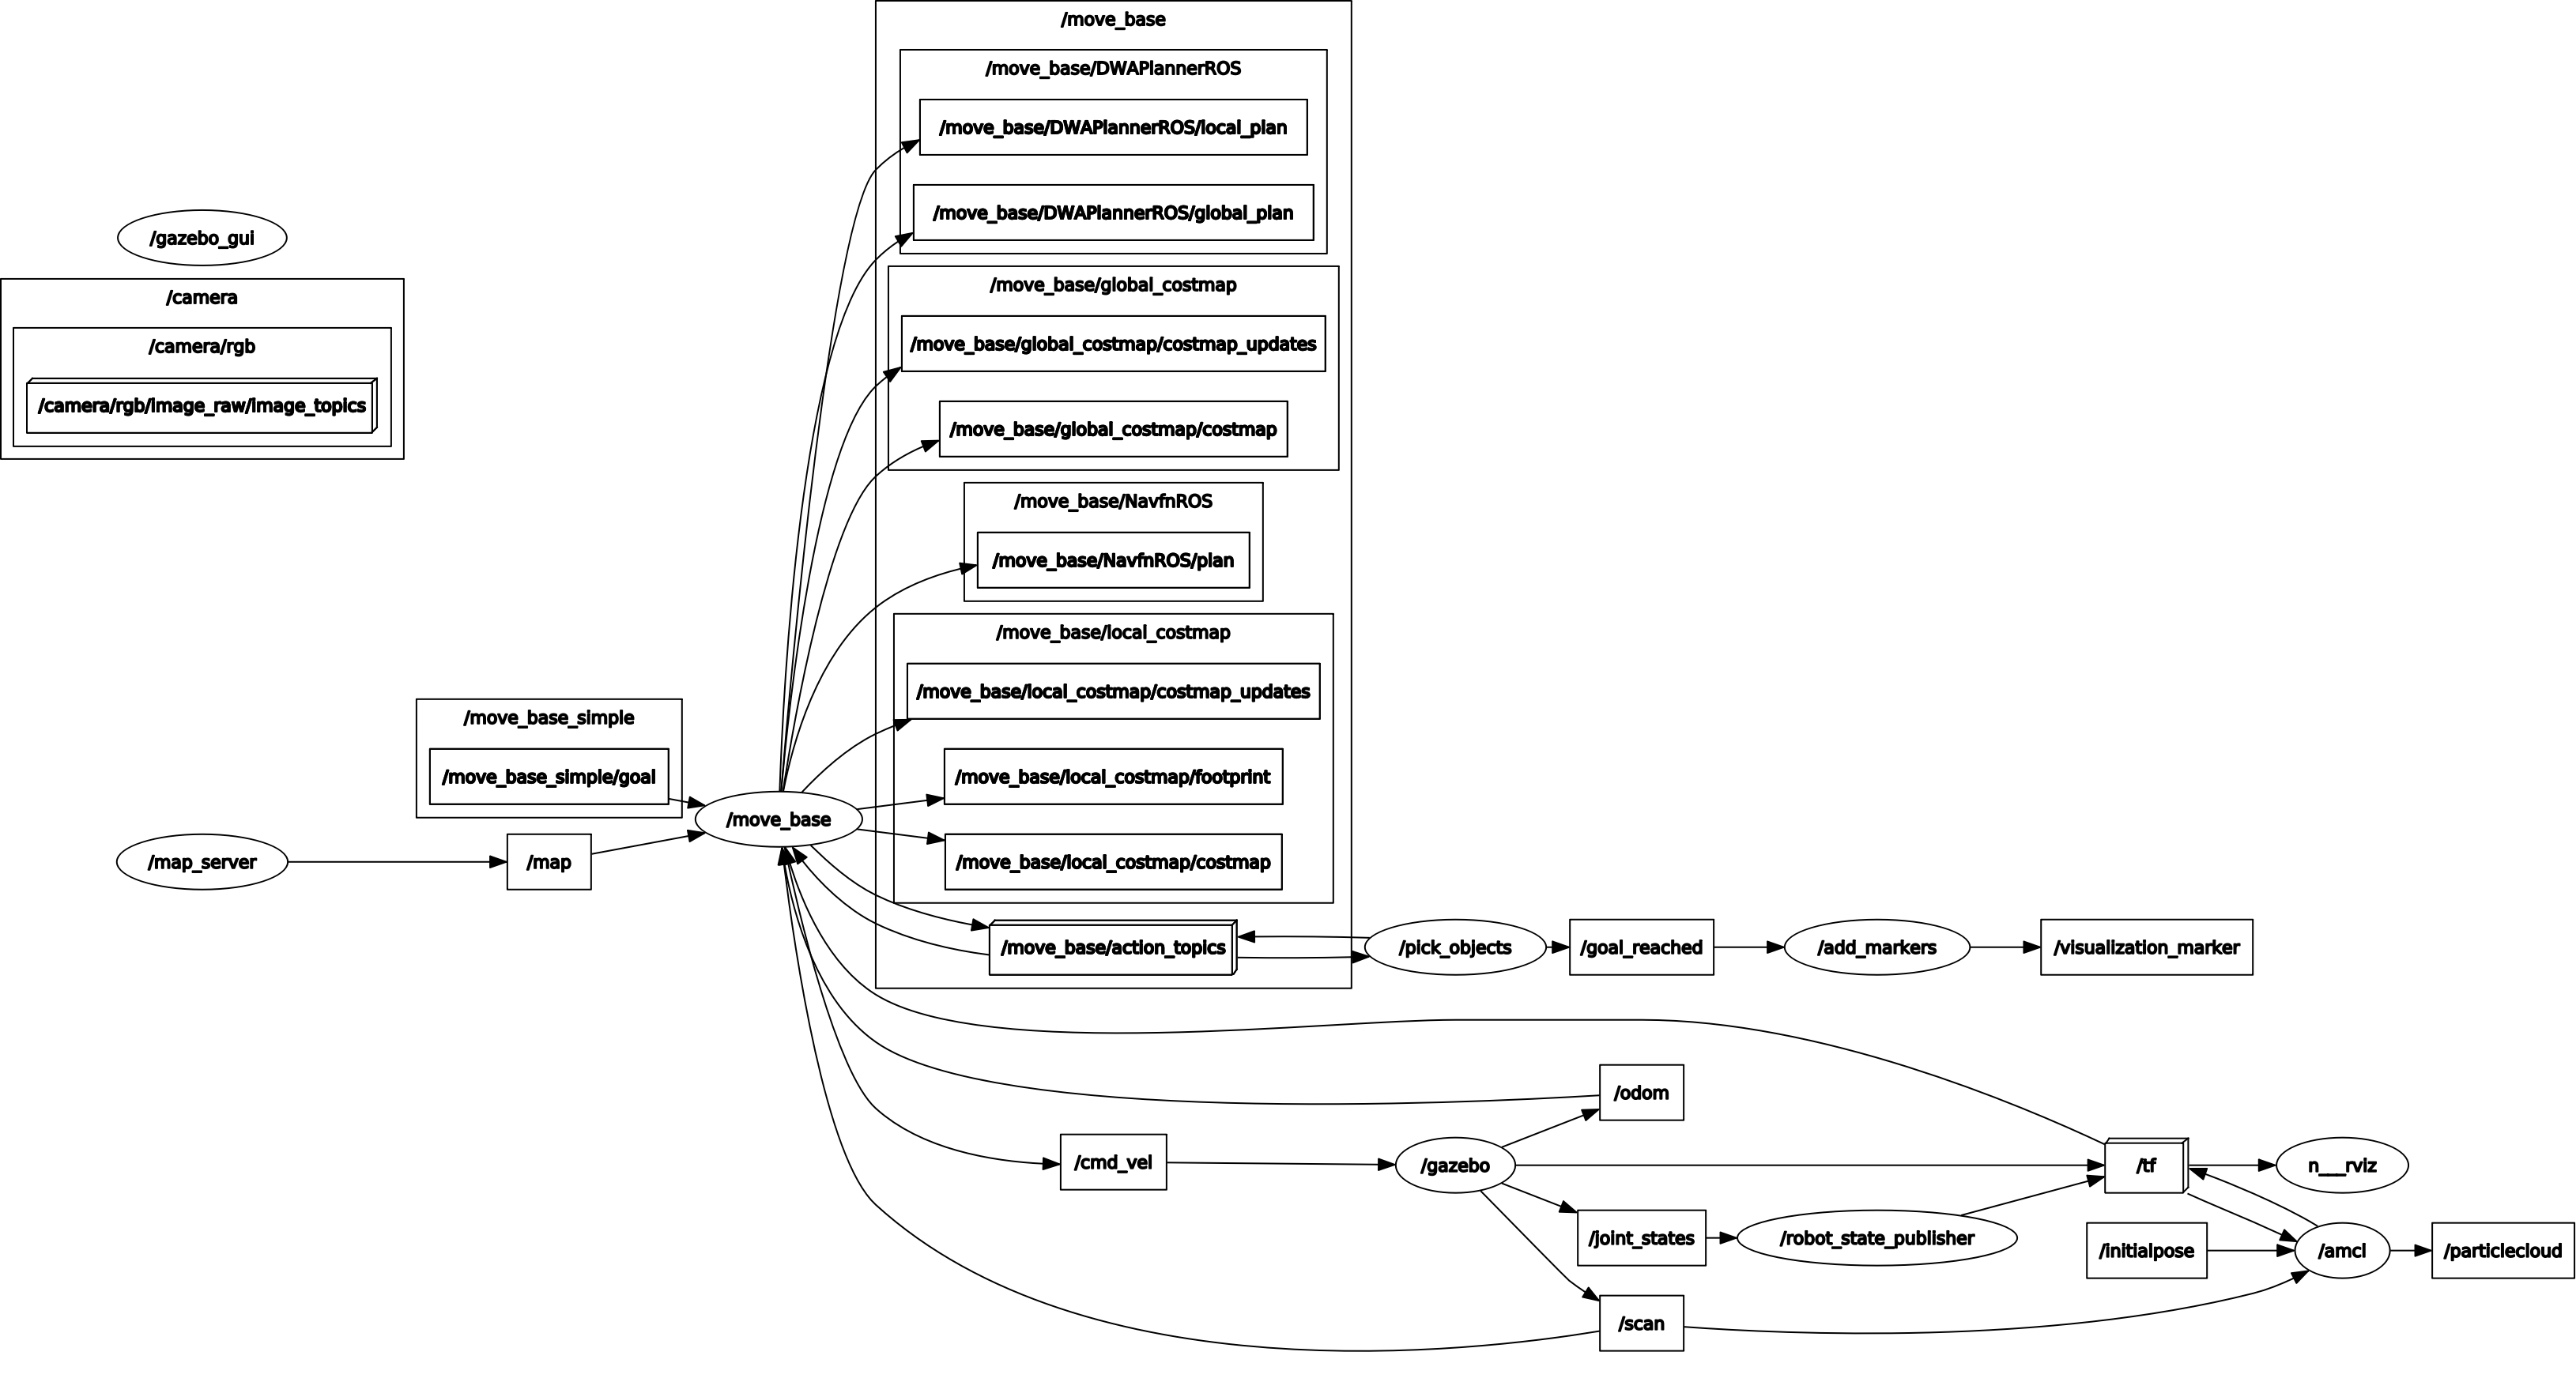 /move_base
/move_base/DWAPlannerROS
/move_base/DWAPlannerROS/local_plan
/move_base/DWAPlannerROS/global_plan
/gazebo_gui
/camera
/camera/rgb
/camera/rgb/image_raw/image_topics
/move_base/global_costmap
/move_base/global_costmap/costmap_updates
/move_base/global_costmap/costmap
/move_base/NavfnROS
/move_base/NavfnROS/plan
/move_base/local_costmap
/move_base/local_costmap/costmap_updates
/move_base_simple
/move_base_simple/goal
/move_base/local_costmap/footprint
/move_base
/map_server
/map
/move_base/local_costmap/costmap
/move_base/action_topics
/pick_objects
/goal_reached
/add_markers
/visualization_marker
/odom
/cmd_vel
/gazebo
/tf
n___rviz
/joint_states
/robot_state_publisher
/initialpose
/amcl
/particlecloud
/scan